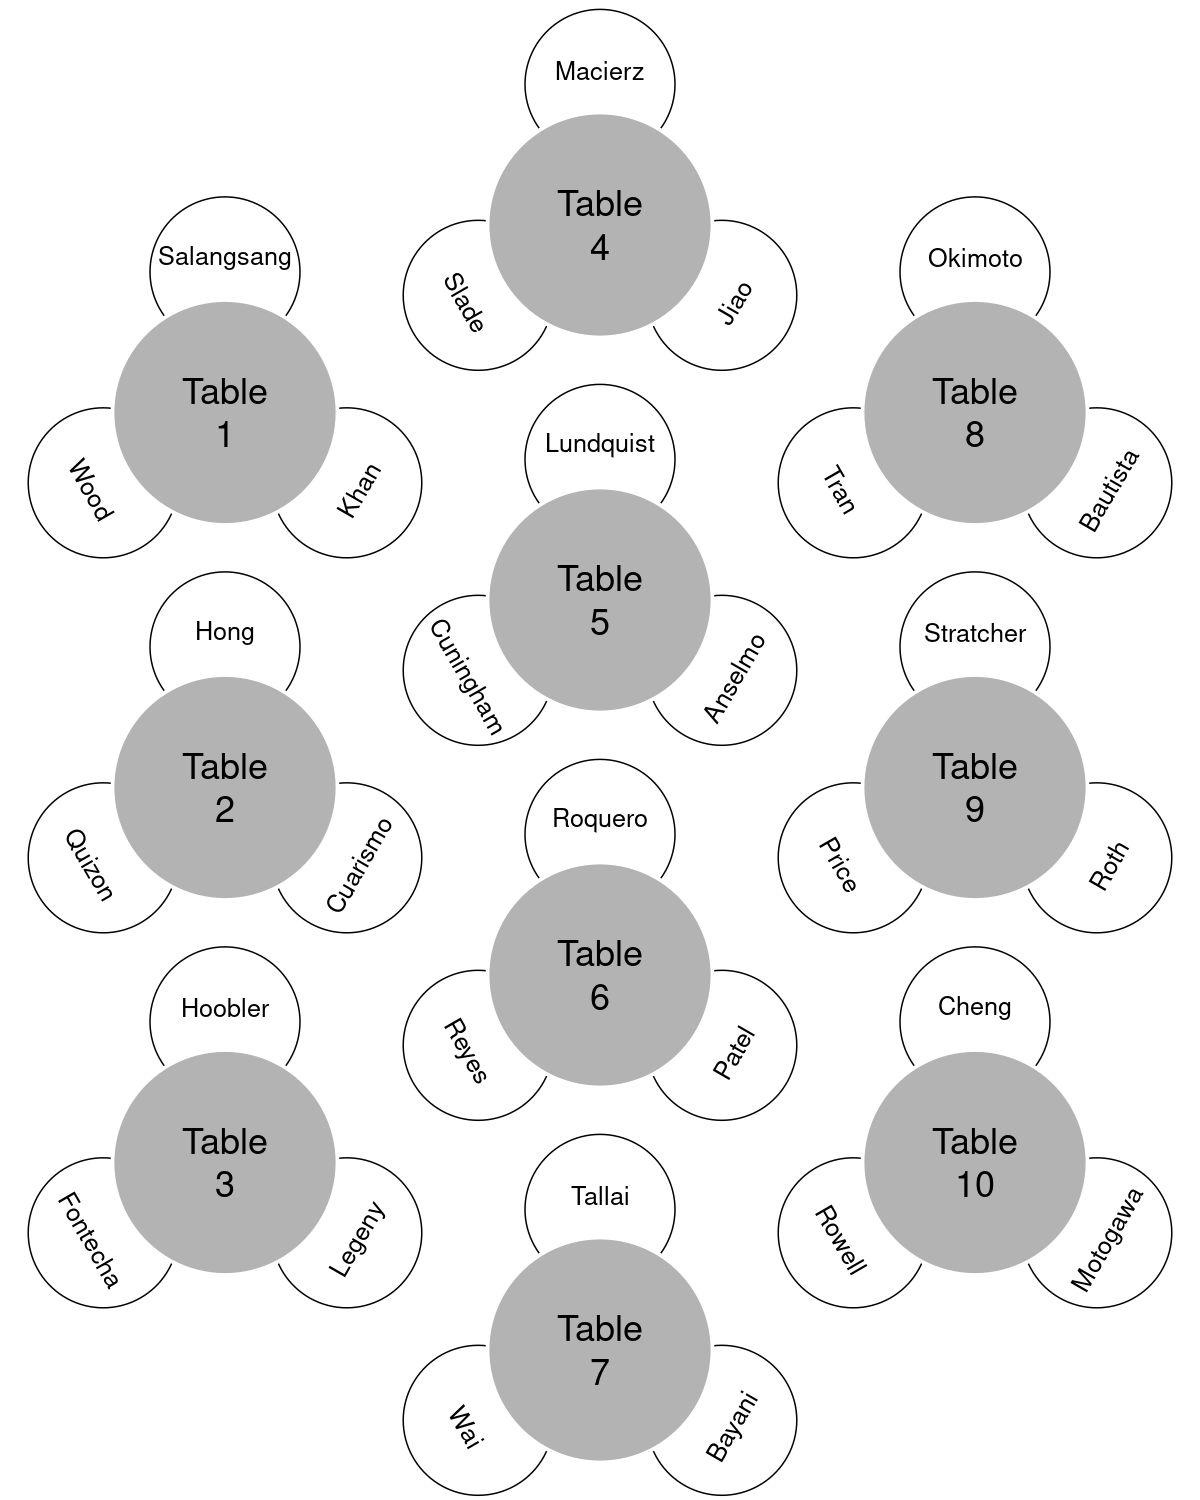 Macierz
Table
4
Slade
Jiao
Salangsang
Table
1
Wood
Khan
Okimoto
Table
8
Tran
Bautista
Lundquist
Table
5
Cuningham
Anselmo
Hong
Table
2
Quizon
Cuarismo
Stratcher
Table
9
Price
Roth
Roquero
Table
6
Reyes
Patel
Hoobler
Table
3
Fontecha
Legeny
Cheng
Table
10
Rowell
Motogawa
Tallai
Table
7
Wai
Bayani